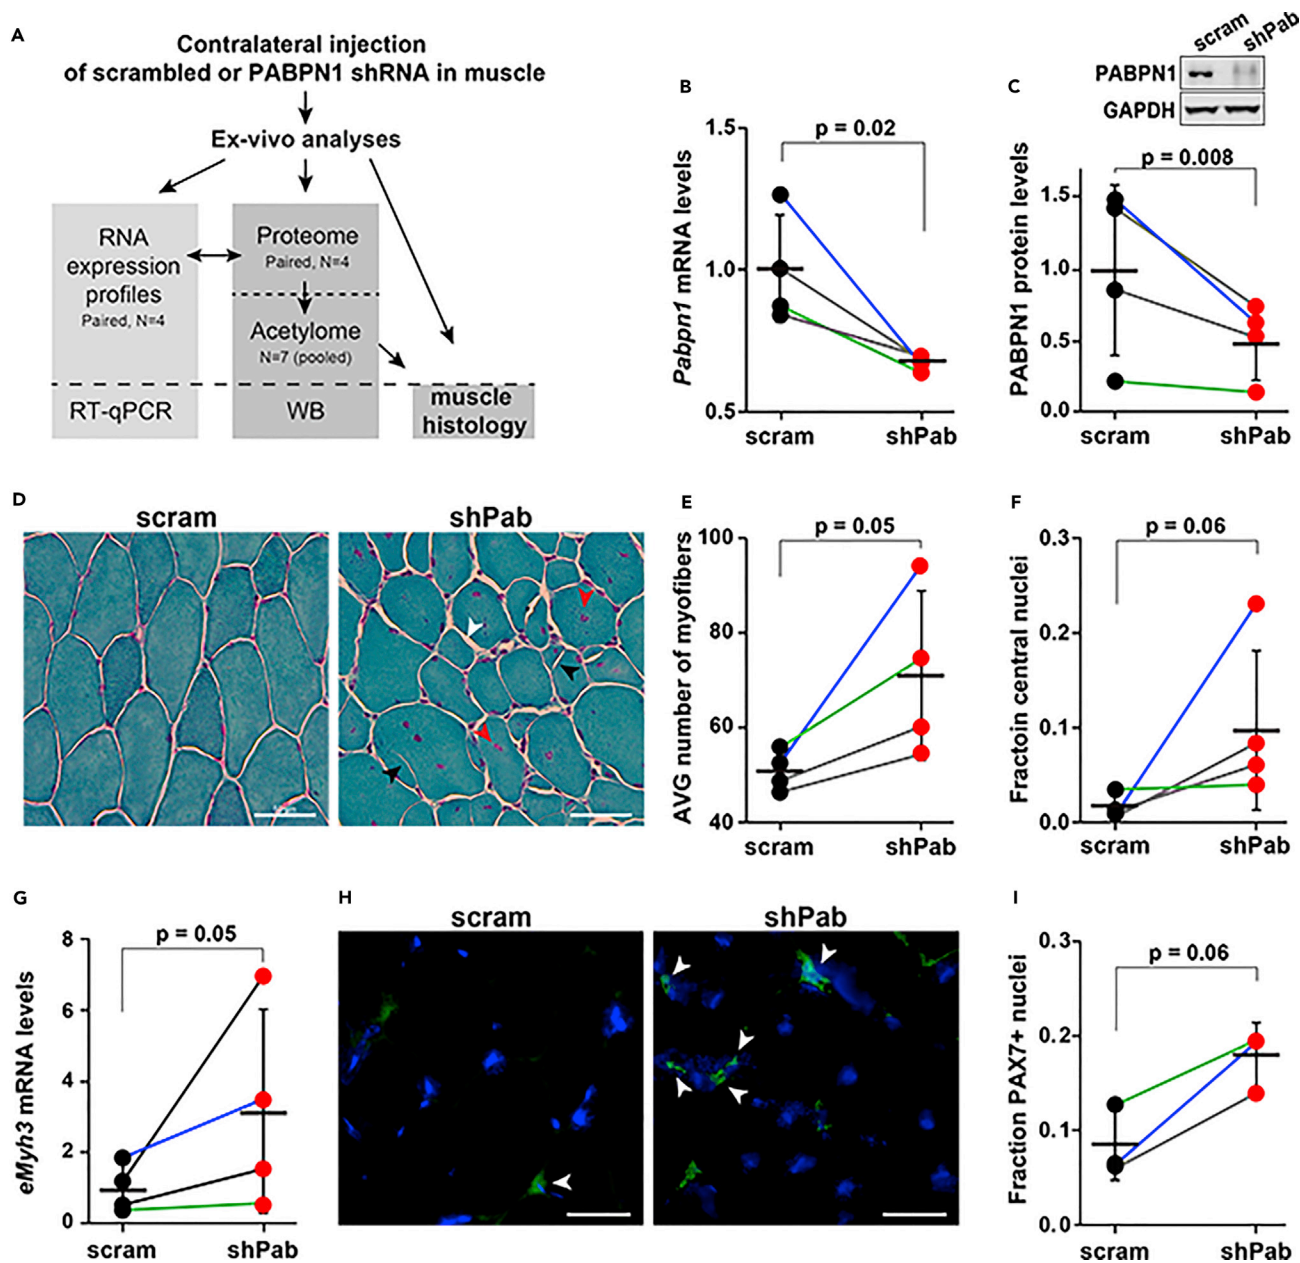 A
Contralateral injection
of scrambled or PABPN1 shRNA in muscle
Ex-vivo analyses
RNA
expression
profiles
Paired, N=4
Proteome
Paired, N=4
Acetylome
N=7 (pooled)
RT-qPCR
WB
muscle
histology
B
Pabpn1 mRNA levels
1.5
1.0
0.5
p = 0.02
scram
shPab
C
scram
shPab
PABPN1
GAPDH
PABPN1 protein levels
p = 0.008
1.5
1.0
0.5
0.0
scram
shPab
D
scram
shPab
E
AVG number of myofibers
100
80
60
40
p = 0.05
scram
shPab
F
Fractoin central nuclei
0.3
0.2
0.1
0.0
p = 0.06
scram
shPab
G
eMyh3 mRNA levels
8
6
4
2
0
p = 0.05
scram
shPab
H
scram
shPab
I
Fraction PAX7+ nuclei
0.3
0.2
0.1
0.0
p = 0.06
scram
shPab